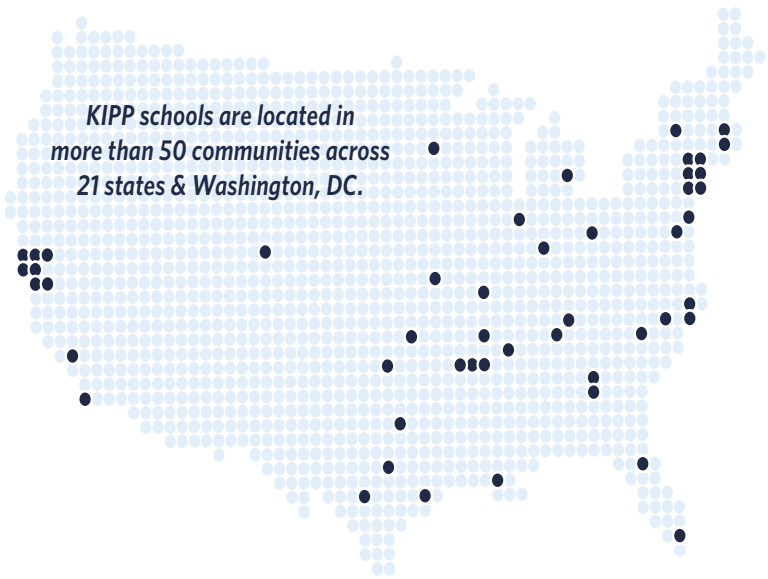 KIPP schools are located in
more than 50 communities across
21 states & Washington, DC.